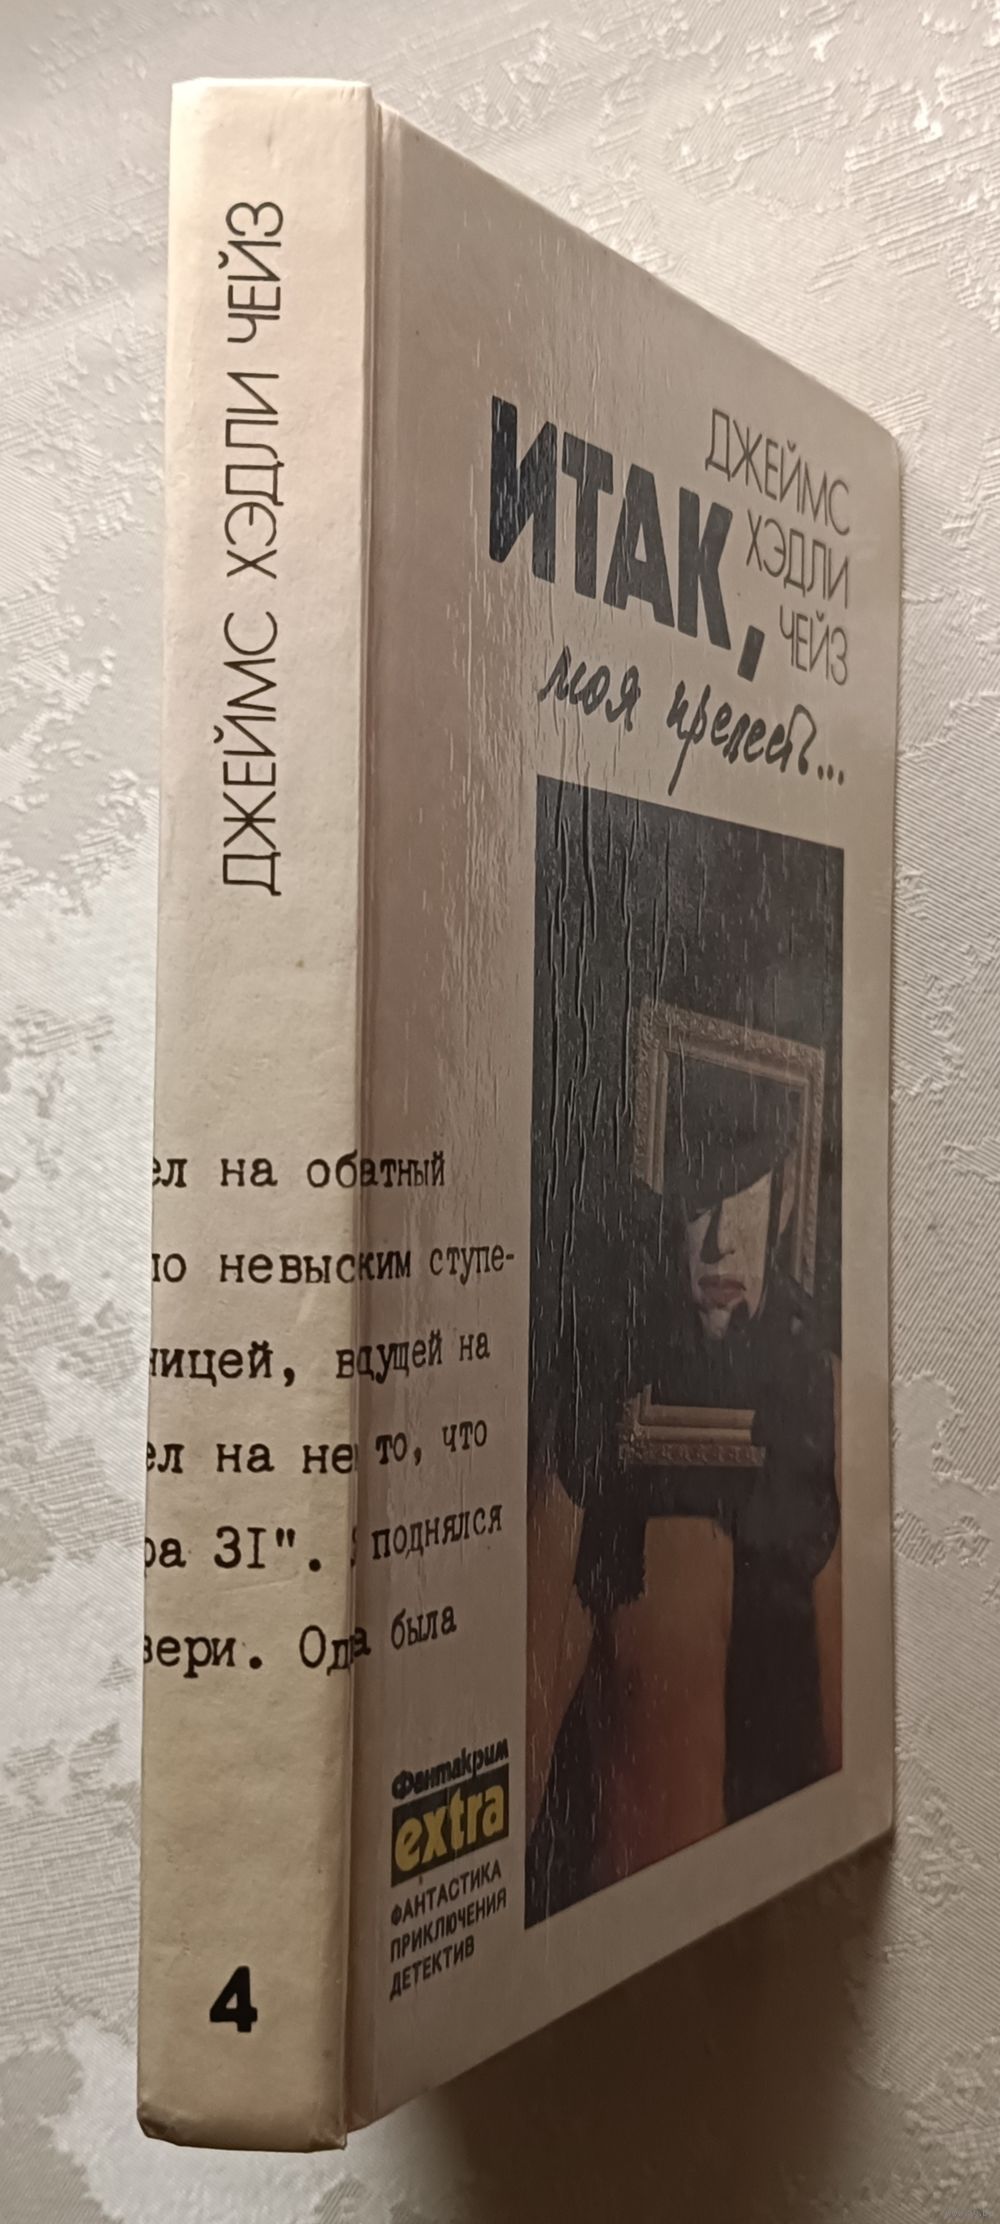 ДЖЕЙМС ХЭДЛИ ЧЕЙЗ
ДЖЕЙМС
ХЭДЛИ
ЧЕЙЗ
ИТАК,
моя прелесть...
ел на обатный
по невыским ступе-
ницей, вдущей на
ел на не то, что
ра 3I". Я поднялся
вери. Одна была
Фантакрим
extra
ФАНТАСТИКА
ПРИКЛЮЧЕНИЯ
ДЕТЕКТИВ
4